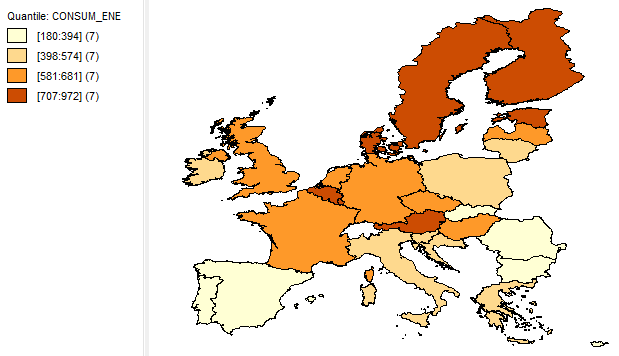 Quantile: CONSUM_ENE
[180:394] (7)
[398:574] (7)
[581:681] (7)
[707:972] (7)